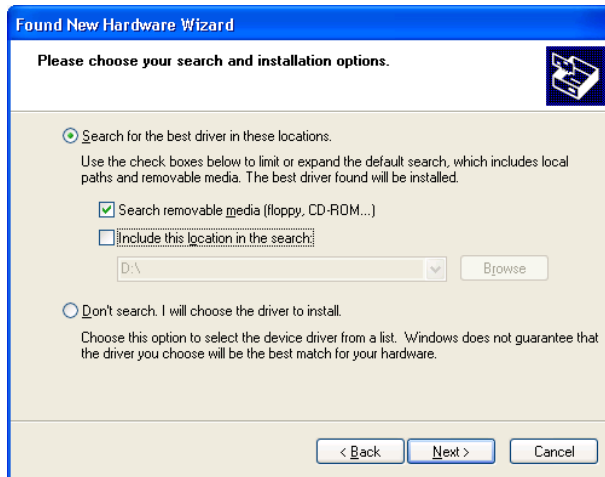 Found New Hardware Wizard
Please choose your search and installation options.
Search for the best driver in these locations.
Use the check boxes below to limit or expand the default search, which includes local
paths and removable media. The best driver found will be installed.
Search removable media (floppy, CD-ROM...)
Include this location in the search:
D:\
Browse
Don't search. I will choose the driver to install.
Choose this option to select the device driver from a list.  Windows does not guarantee that
the driver you choose will be the best match for your hardware.
< Back
Next >
Cancel